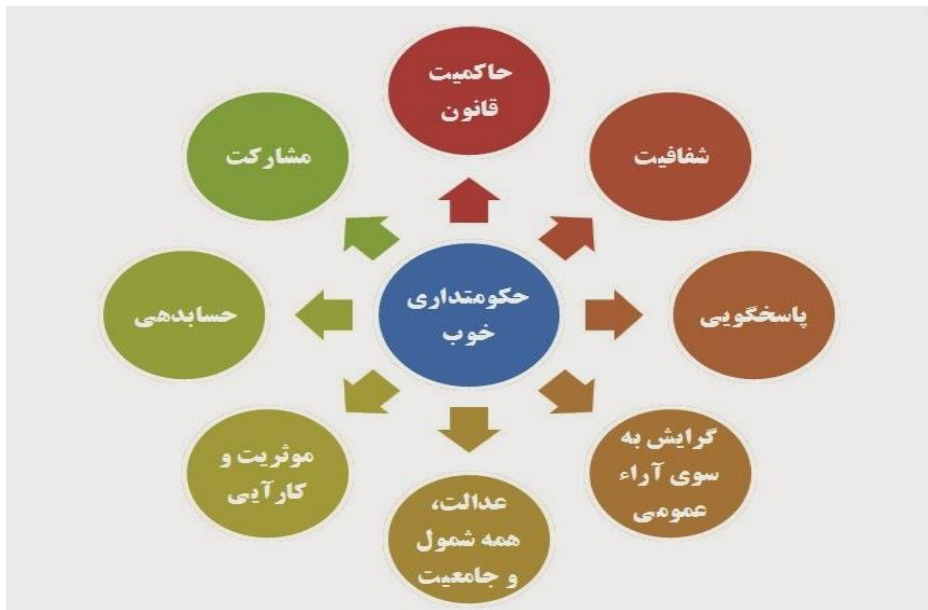 حاکمیت
قانون
شفافیت
پاسخگویی
گرایش به
سوی آراء
عمومی
عدالت،
همه شمول
و جامعیت
موثریت و
کارآیی
حسابدهی
مشارکت
حکومتداری
خوب